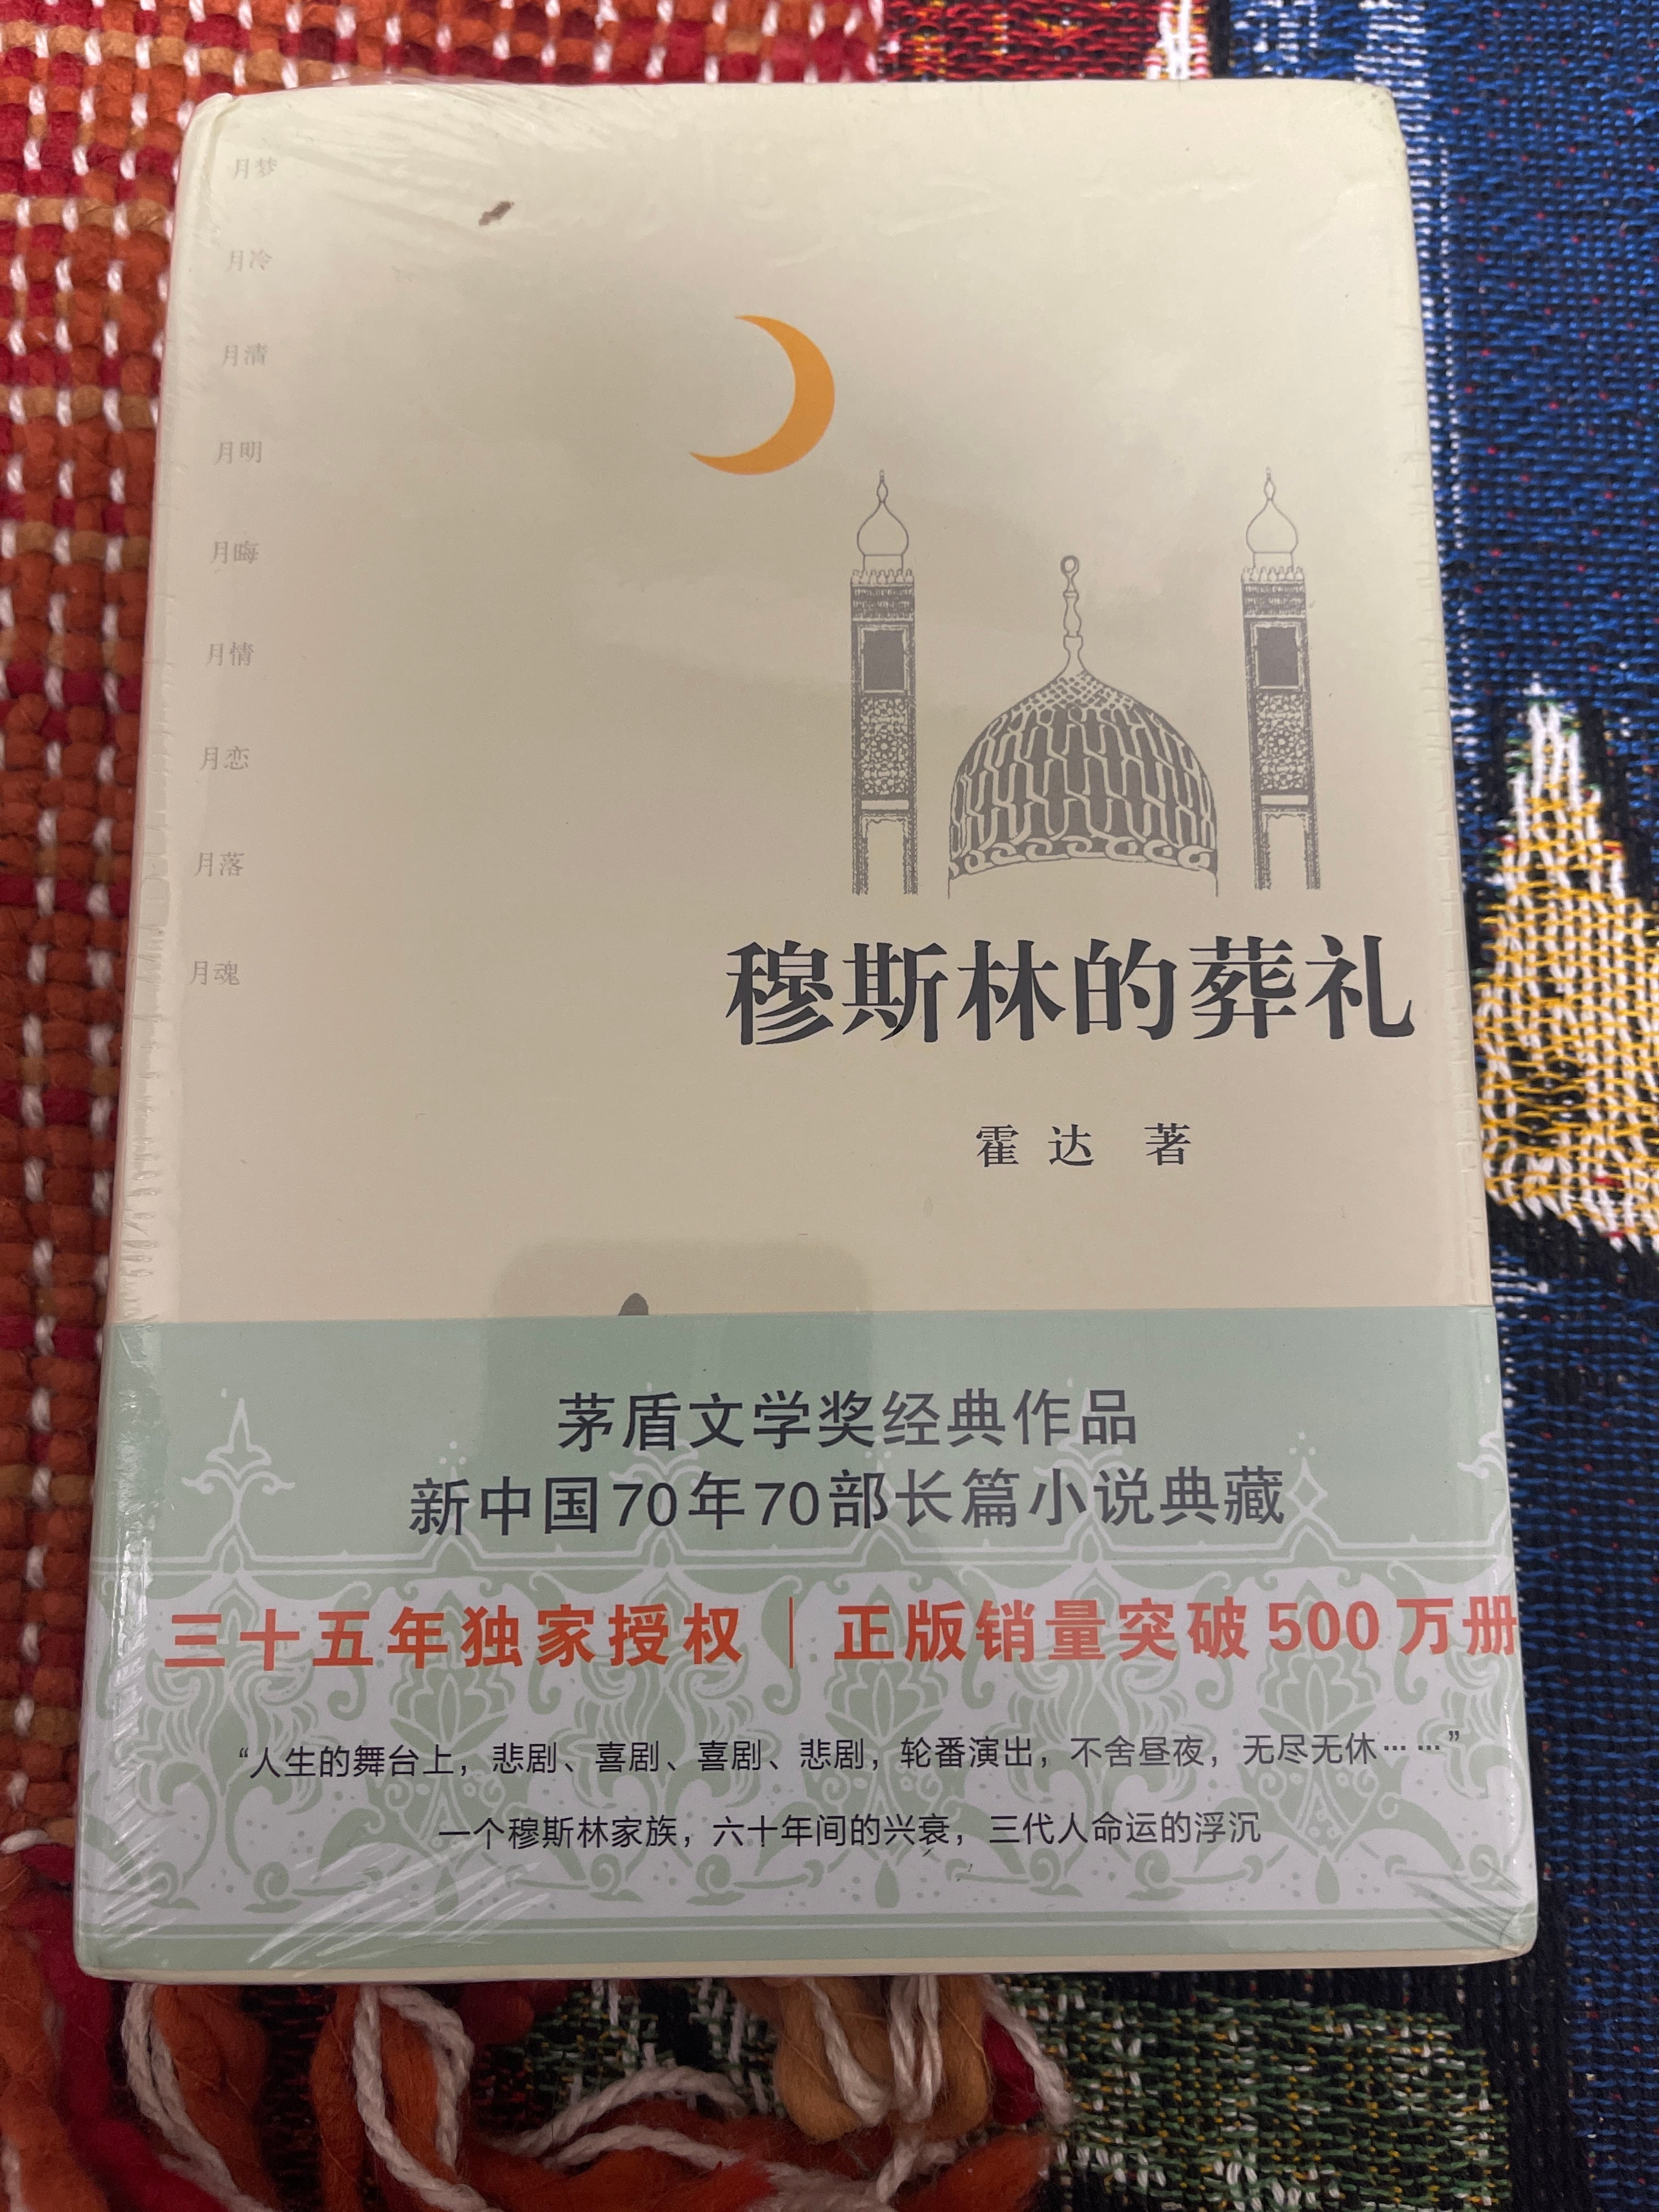 月梦
月冷
月清
月明
月晦
月情
月恋
月落
月魂
穆斯林的葬礼
霍达 著
茅盾文学奖经典作品
新中国70年70部长篇小说典藏
三十五年独家授权｜正版销量突破500万册
“人生的舞台上，悲剧、喜剧、喜剧、悲剧，轮番演出，不舍昼夜，无尽无休……”
一个穆斯林家族，六十年间的兴衰，三代人命运的浮沉